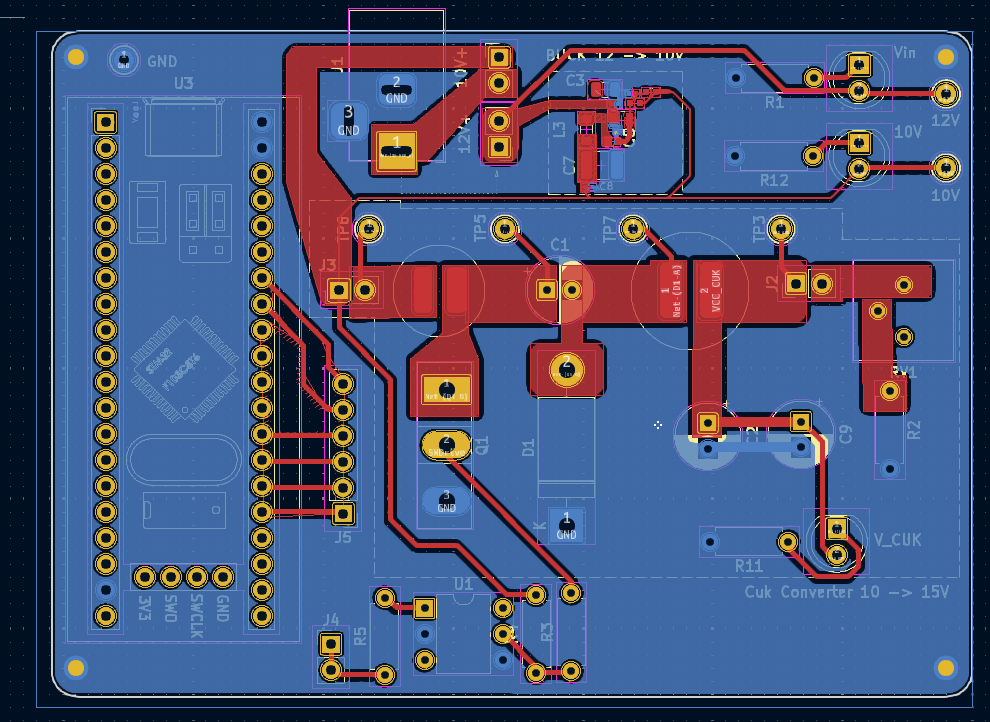 Buck 12 -> 10V
GND
U3
J1
2
GND
3
GND
1
10V+
12V
C3
L3
C7
C8
R1
Vin
12V
10V
R12
10V
TP6
TP5
TP7
TP3
C1
J3
J2
1
Net-(D1-A)
2
VCC_CUK
RV1
R2
1
2
Q1
3
GND
2
D1
K
1
GND
C9
J5
V_CUK
R11
Cuk Converter 10 -> 15V
3V3
SWO
SWCLK
GND
J4
R5
U1
R3